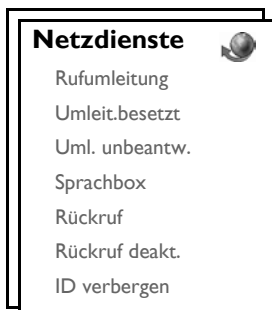 Netzdienste
Rufumleitung
Umleit.besetzt
Uml. unbeantw.
Sprachbox
Rückruf
Rückruf deakt.
ID verbergen